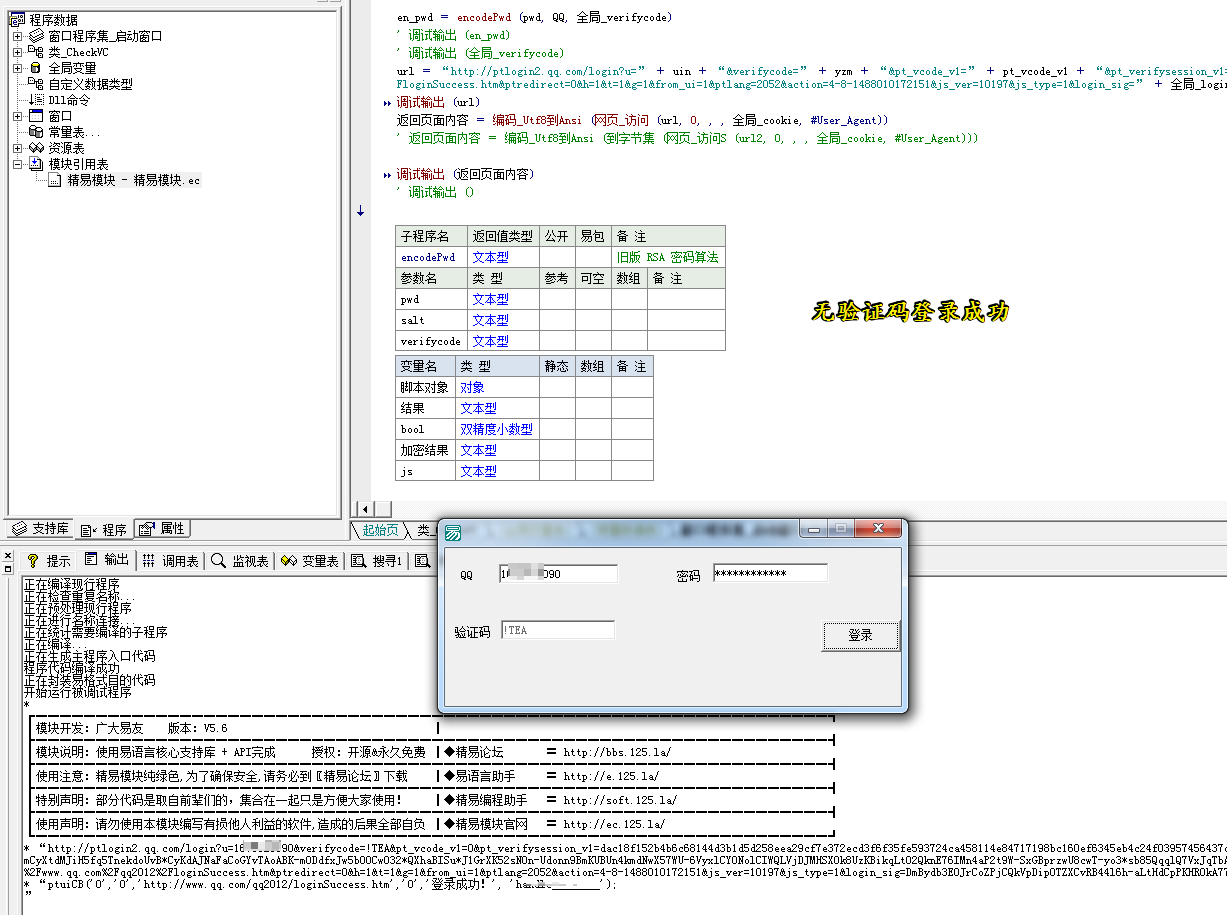 程序数据
窗口程序集_启动窗口
类_CheckVC
全局变量
自定义数据类型
Dll命令
窗口
常量表...
资源表
模块引用表
精易模块 - 精易模块.ec
支持库 程序 属性
en_pwd = encodePwd (pwd, QQ, 全局_verifycode)
' 调试输出 (en_pwd)
' 调试输出 (全局_verifycode)
url = “http://ptlogin2.qq.com/login?u=” + uin + “&verifycode=” + yzm + “&pt_vcode_v1=” + pt_vcode_v1 + “&pt_verifysession_v1=
FloginSuccess.htm&ptredirect=0&h=1&t=1&g=1&from_ui=1&ptlang=2052&action=4-8-1488010172151&js_ver=10197&js_type=1&login_sig=” + 全局_login
调试输出 (url)
返回页面内容 = 编码_Utf8到Ansi (网页_访问 (url, 0, , , 全局_cookie, #User_Agent))
' 返回页面内容 = 编码_Utf8到Ansi (到字节集 (网页_访问S (url2, 0, , , 全局_cookie, #User_Agent)))
调试输出 (返回页面内容)
' 调试输出 ()
子程序名 返回值类型 公开 易包 备 注
encodePwd 文本型 旧版 RSA 密码算法
参数名 类 型 参考 可空 数组 备 注
pwd 文本型
salt 文本型
verifycode 文本型
变量名 类 型 静态 数组 备 注
脚本对象 对象
结果 文本型
bool 双精度小数型
加密结果 文本型
js 文本型
无验证码登录成功
起始页 类_
提示 输出 调用表 监视表 变量表 搜寻1
QQ 090 密码 ************
验证码 !TEA 登录
正在编译现行程序
正在检查重复名称...
正在预处理现行程序
正在进行名称连接...
正在统计需要编译的子程序
正在编译...
正在生成主程序入口代码
程序代码编译成功
正在封装易格式目的代码
开始运行被调试程序
*
模块开发: 广大易友 版本: V5.6
模块说明: 使用易语言核心支持库 + API完成 授权: 开源&永久免费 ◆精易论坛 = http://bbs.125.la/
使用注意: 精易模块纯绿色,为了确保安全,请务必到〖精易论坛〗下载 ◆易语言助手 = http://e.125.la/
特别声明: 部分代码是取自前辈们的, 集合在一起只是方便大家使用! ◆精易编程助手 = http://soft.125.la/
使用声明: 请勿使用本模块编写有损他人利益的软件,造成的后果全部自负 ◆精易模块官网 = http://ec.125.la/
* “http://ptlogin2.qq.com/login?u=16 90&verifycode=!TEA&pt_vcode_v1=0&pt_verifysession_v1=dac18f152b4b6c68144d3b1d5d258eea29cf7e372ecd3f6f35fe593724ca458114e84717198bc160ef6345eb4c24f03957456437
%2Fwww.qq.com%2Fqq2012%2FloginSuccess.htm&ptredirect=0&h=1&t=1&g=1&from_ui=1&ptlang=2052&action=4-8-1488010172151&js_ver=10197&js_type=1&login_sig=
* “ptuiCB('0','0','http://www.qq.com/qq2012/loginSuccess.htm','0','登录成功!', ');
”